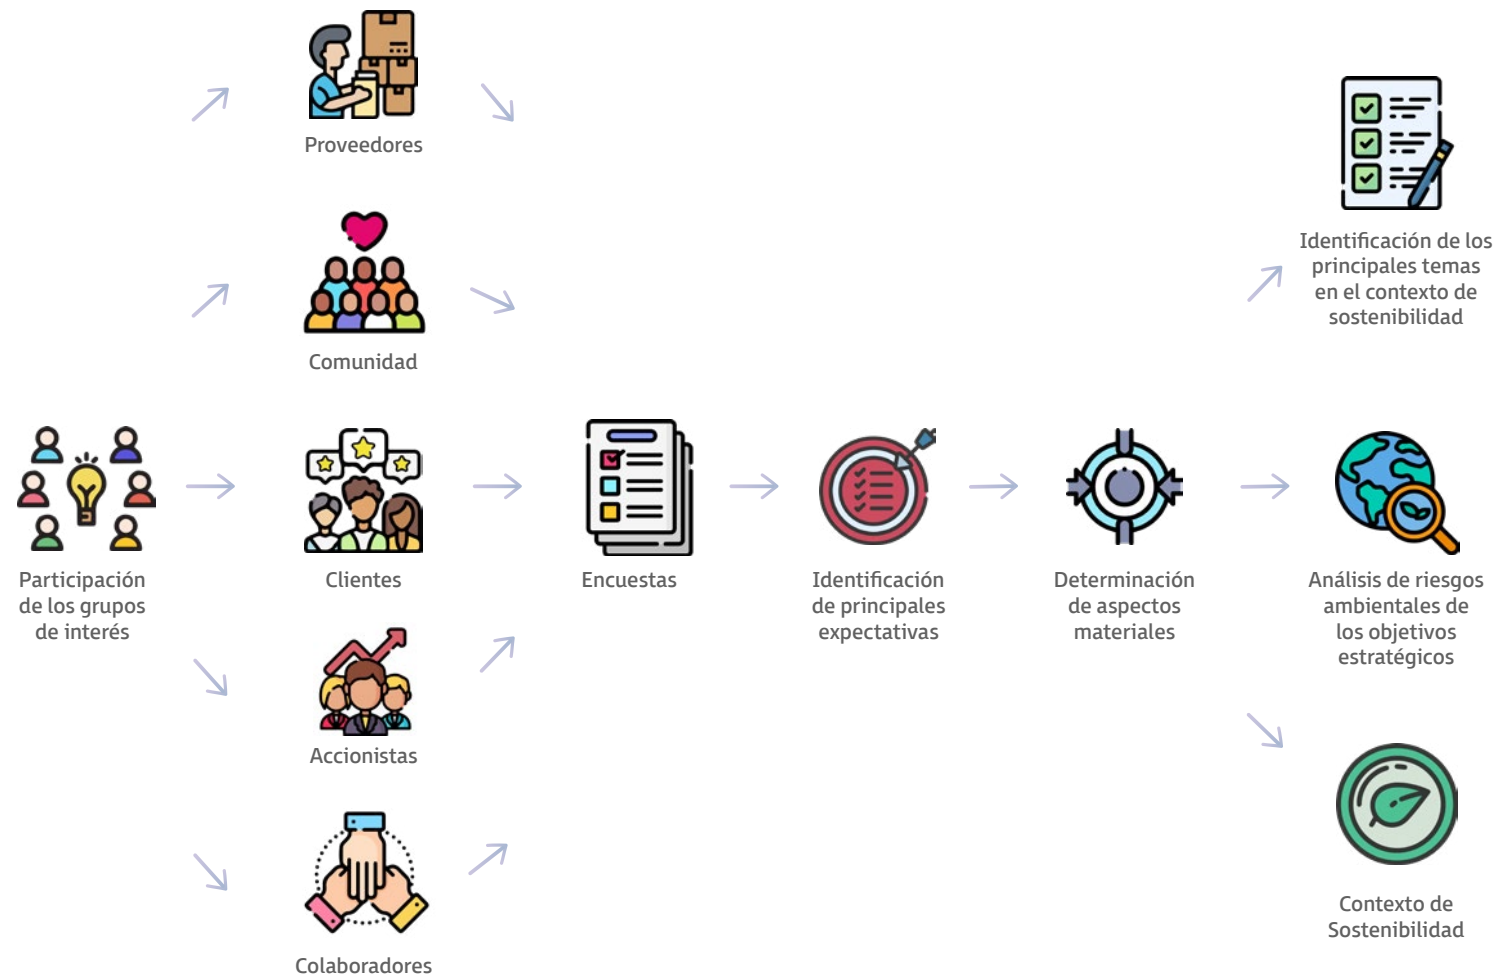 Proveedores
Comunidad
Participación
de los grupos
de interés
Clientes
Accionistas
Colaboradores
Encuestas
Identificación
de principales
expectativas
Determinación
de aspectos
materiales
Identificación de los
principales temas
en el contexto de
sostenibilidad
Análisis de riesgos
ambientales de
los objetivos
estratégicos
Contexto de
Sostenibilidad